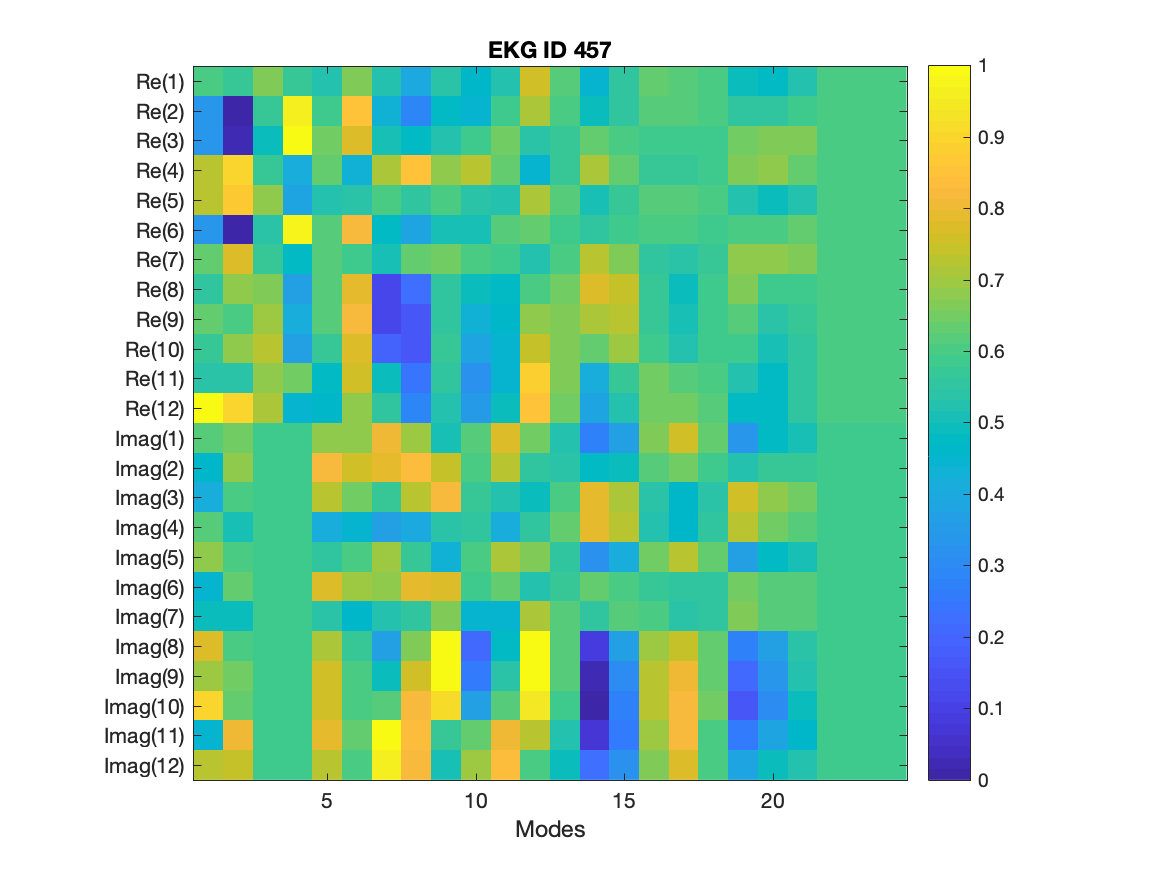 EKG ID 457
Re(1)
Re(2)
Re(3)
Re(4)
Re(5)
Re(6)
Re(7)
Re(8)
Re(9)
Re(10)
Re(11)
Re(12)
Imag(1)
Imag(2)
Imag(3)
Imag(4)
Imag(5)
Imag(6)
Imag(7)
Imag(8)
Imag(9)
Imag(10)
Imag(11)
Imag(12)
5 10 15 20
Modes
1
0.9
0.8
0.7
0.6
0.5
0.4
0.3
0.2
0.1
0